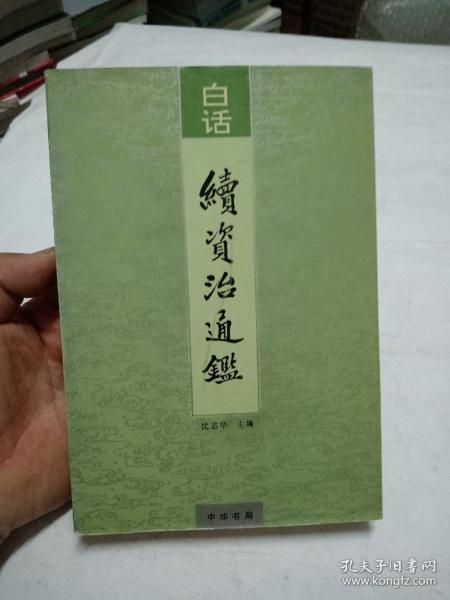 白话
續資治通鑑
沈志华 主编
中华书局
孔夫子旧书网
www.kongfz.com